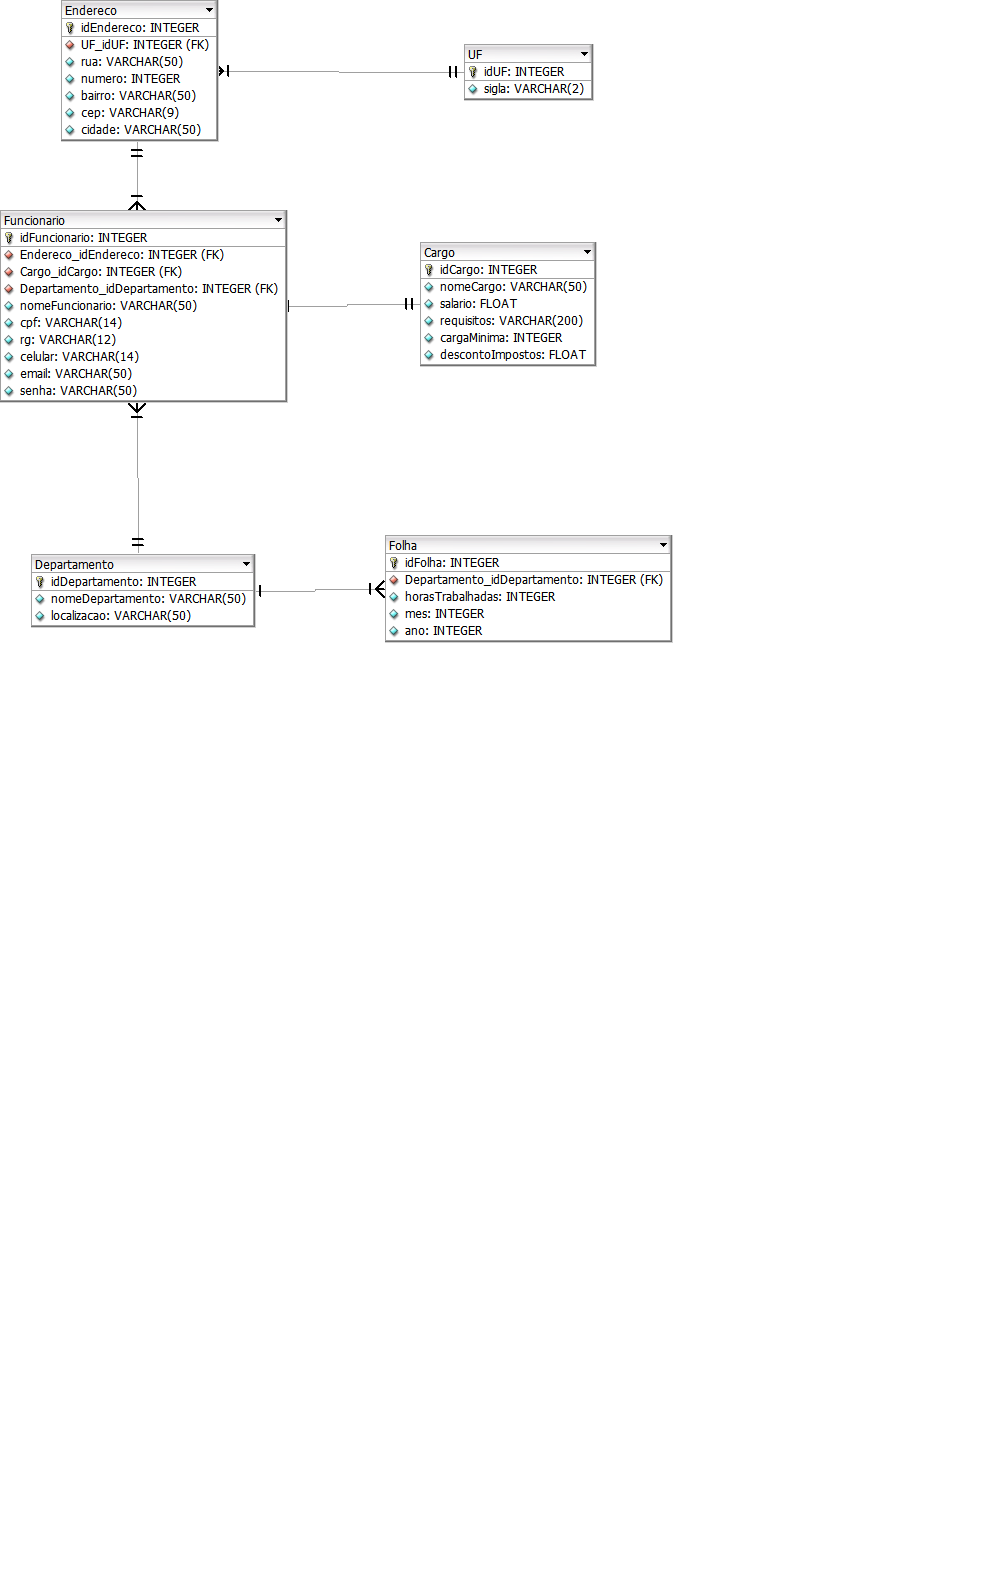 Endereco
idEndereco: INTEGER
UF_idUF: INTEGER (FK)
rua: VARCHAR(50)
numero: INTEGER
bairro: VARCHAR(50)
cep: VARCHAR(9)
cidade: VARCHAR(50)
UF
idUF: INTEGER
sigla: VARCHAR(2)
Funcionario
idFuncionario: INTEGER
Endereco_idEndereco: INTEGER (FK)
Cargo_idCargo: INTEGER (FK)
Departamento_idDepartamento: INTEGER (FK)
nomeFuncionario: VARCHAR(50)
cpf: VARCHAR(14)
rg: VARCHAR(12)
celular: VARCHAR(14)
email: VARCHAR(50)
senha: VARCHAR(50)
Cargo
idCargo: INTEGER
nomeCargo: VARCHAR(50)
salario: FLOAT
requisitos: VARCHAR(200)
cargaMinima: INTEGER
descontoImpostos: FLOAT
Departamento
idDepartamento: INTEGER
nomeDepartamento: VARCHAR(50)
localizacao: VARCHAR(50)
Folha
idFolha: INTEGER
Departamento_idDepartamento: INTEGER (FK)
horasTrabalhadas: INTEGER
mes: INTEGER
ano: INTEGER